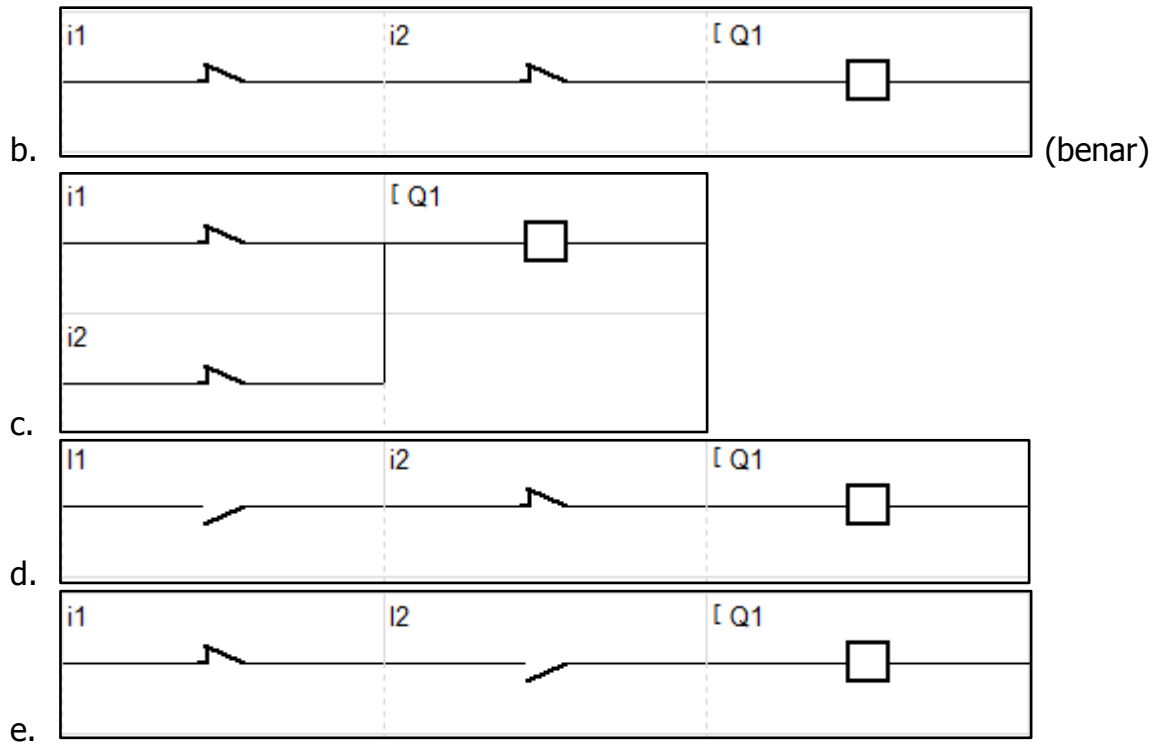 i1 i2 [ Q1
b. (benar)
i1 [ Q1
i2
c.
I1 i2 [ Q1
d.
i1 I2 [ Q1
e.